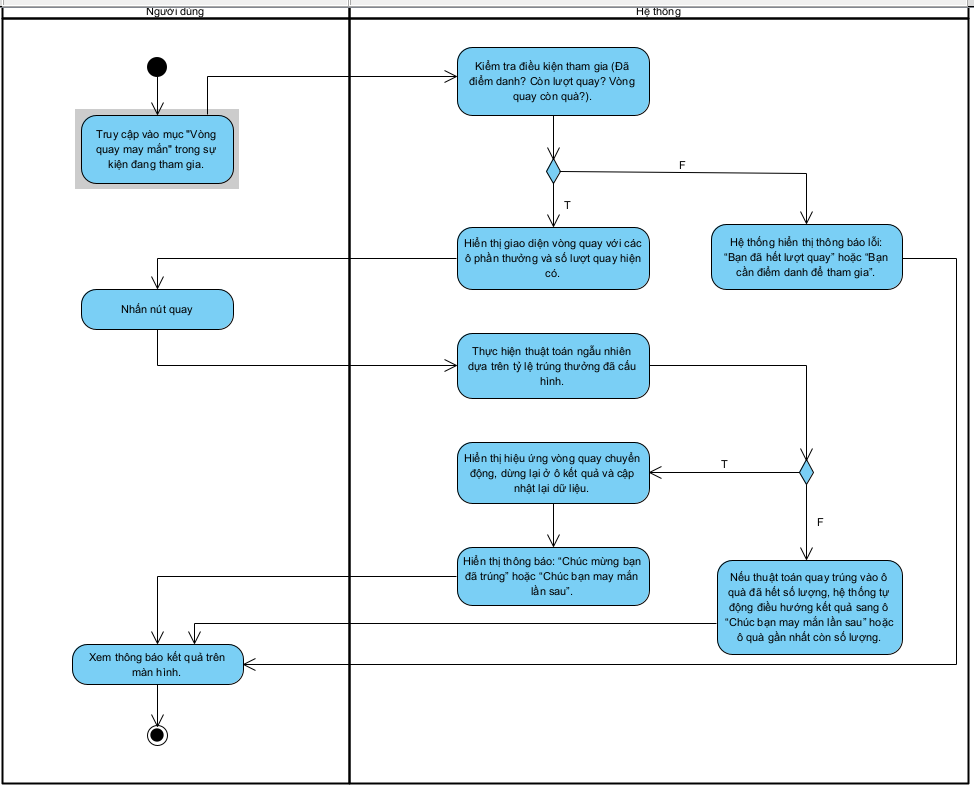 Người dùng
Hệ thống
Kiểm tra điều kiện tham gia (Đã
điểm danh? Còn lượt quay? Vòng
quay còn quà?).
Truy cập vào mục "Vòng
quay may mắn" trong sự
kiện đang tham gia.
F
T
Hiển thị giao diện vòng quay với các
ô phần thưởng và số lượt quay hiện
có.
Hệ thống hiển thị thông báo lỗi:
“Bạn đã hết lượt quay” hoặc “Bạn
cần điểm danh để tham gia”.
Nhấn nút quay
Thực hiện thuật toán ngẫu nhiên
dựa trên tỷ lệ trúng thưởng đã cấu
hình.
Hiển thị hiệu ứng vòng quay chuyển
động, dừng lại ở ô kết quả và cập
nhật lại dữ liệu.
T
F
Hiển thị thông báo: “Chúc mừng bạn
đã trúng” hoặc “Chúc bạn may mắn
lần sau”.
Nếu thuật toán quay trúng vào ô
quà đã hết số lượng, hệ thống tự
động điều hướng kết quả sang ô
“Chúc bạn may mắn lần sau” hoặc
ô quà gần nhất còn số lượng.
Xem thông báo kết quả trên
màn hình.